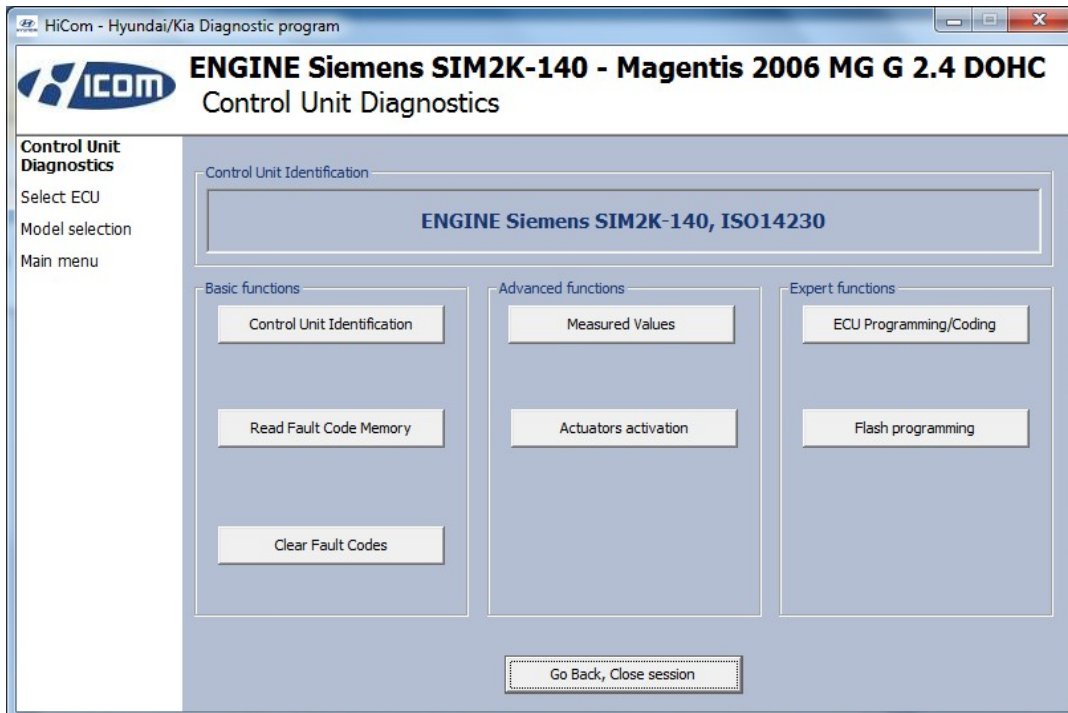 HiCom - Hyundai/Kia Diagnostic program
HICOM
ENGINE Siemens SIM2K-140 - Magentis 2006 MG G 2.4 DOHC
Control Unit Diagnostics
Control Unit
Diagnostics
Select ECU
Model selection
Main menu
Control Unit Identification
ENGINE Siemens SIM2K-140, ISO14230
Basic functions
Control Unit Identification
Read Fault Code Memory
Clear Fault Codes
Advanced functions
Measured Values
Actuators activation
Expert functions
ECU Programming/Coding
Flash programming
Go Back, Close session